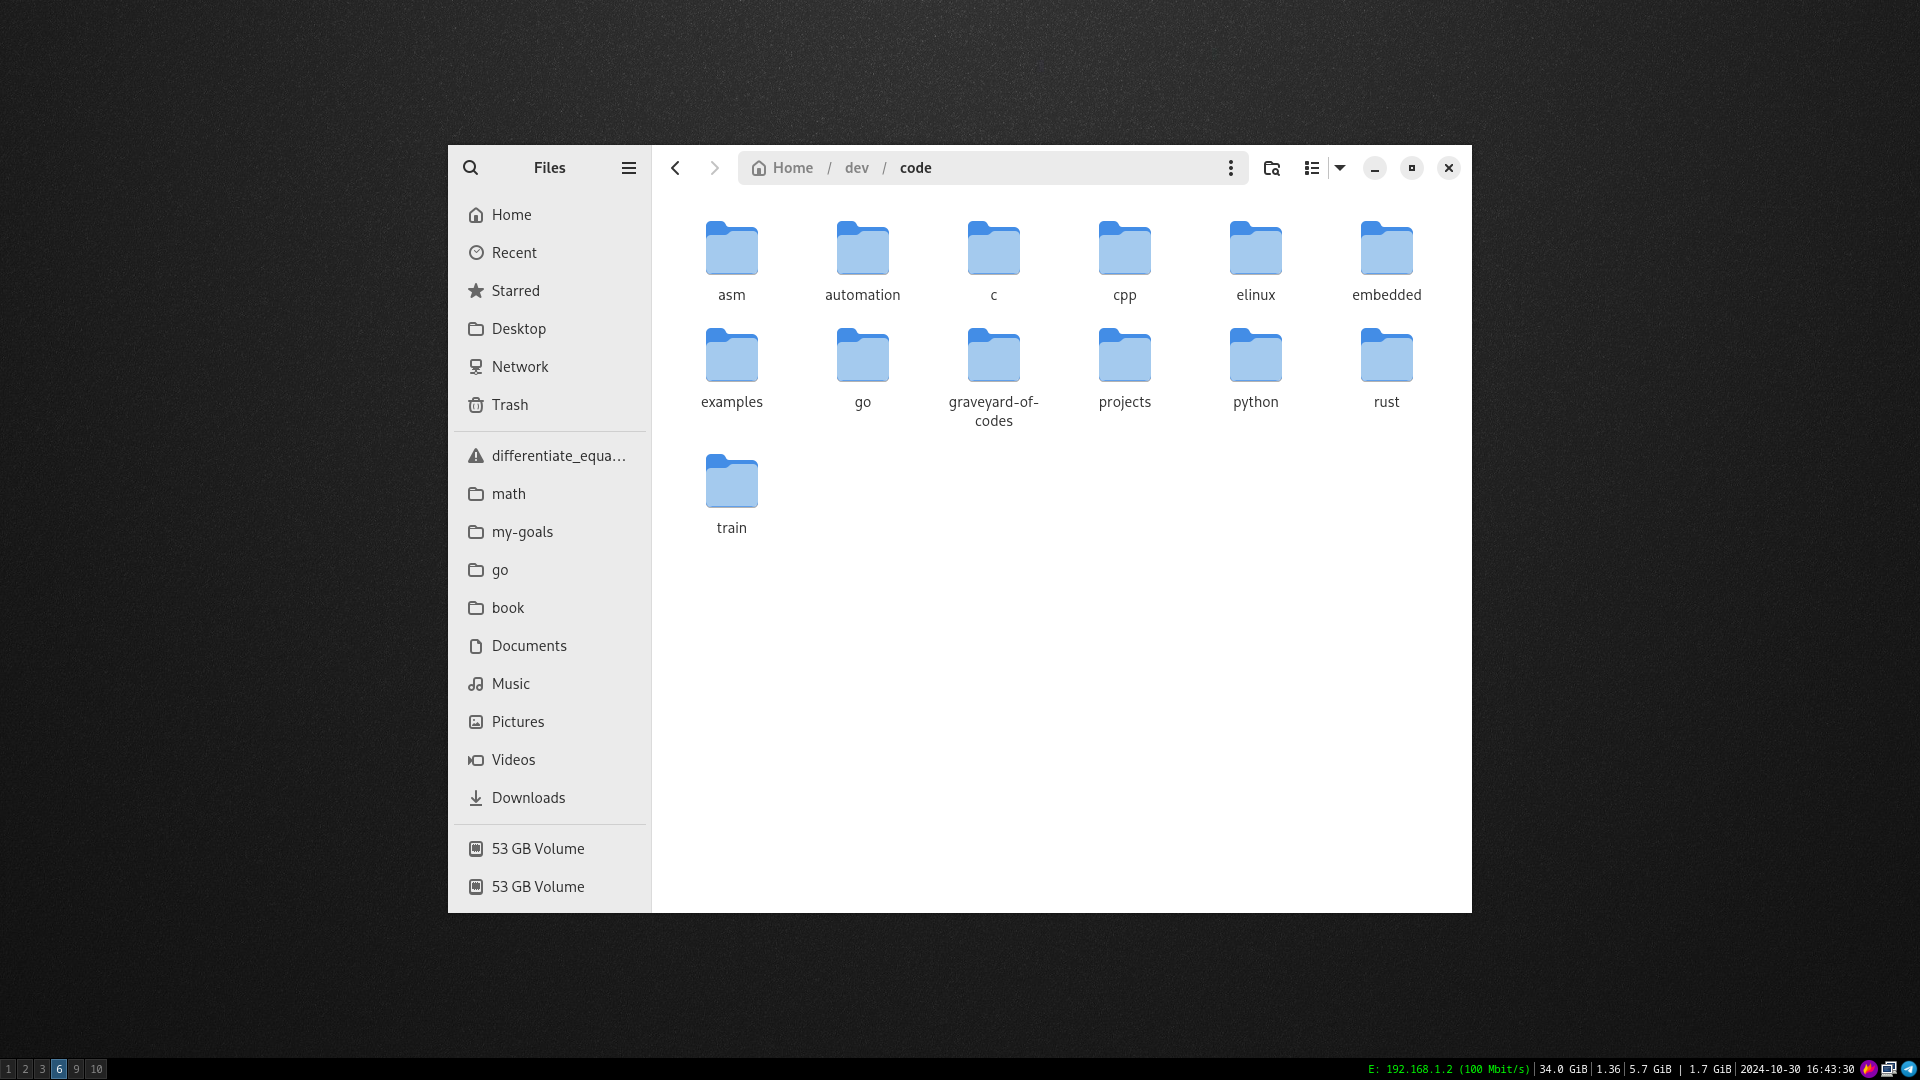 Files
Home / dev / code
Home
Recent
Starred
Desktop
Network
Trash
differentiate_equa…
math
my-goals
go
book
Documents
Music
Pictures
Videos
Downloads
53 GB Volume
53 GB Volume
asm automation c cpp elinux embedded
examples go graveyard-of-
codes projects python rust
train
1 2 3 6 9 10
E: 192.168.1.2 (100 Mbit/s) 34.0 GiB 1.36 5.7 GiB | 1.7 GiB 2024-10-30 16:43:30